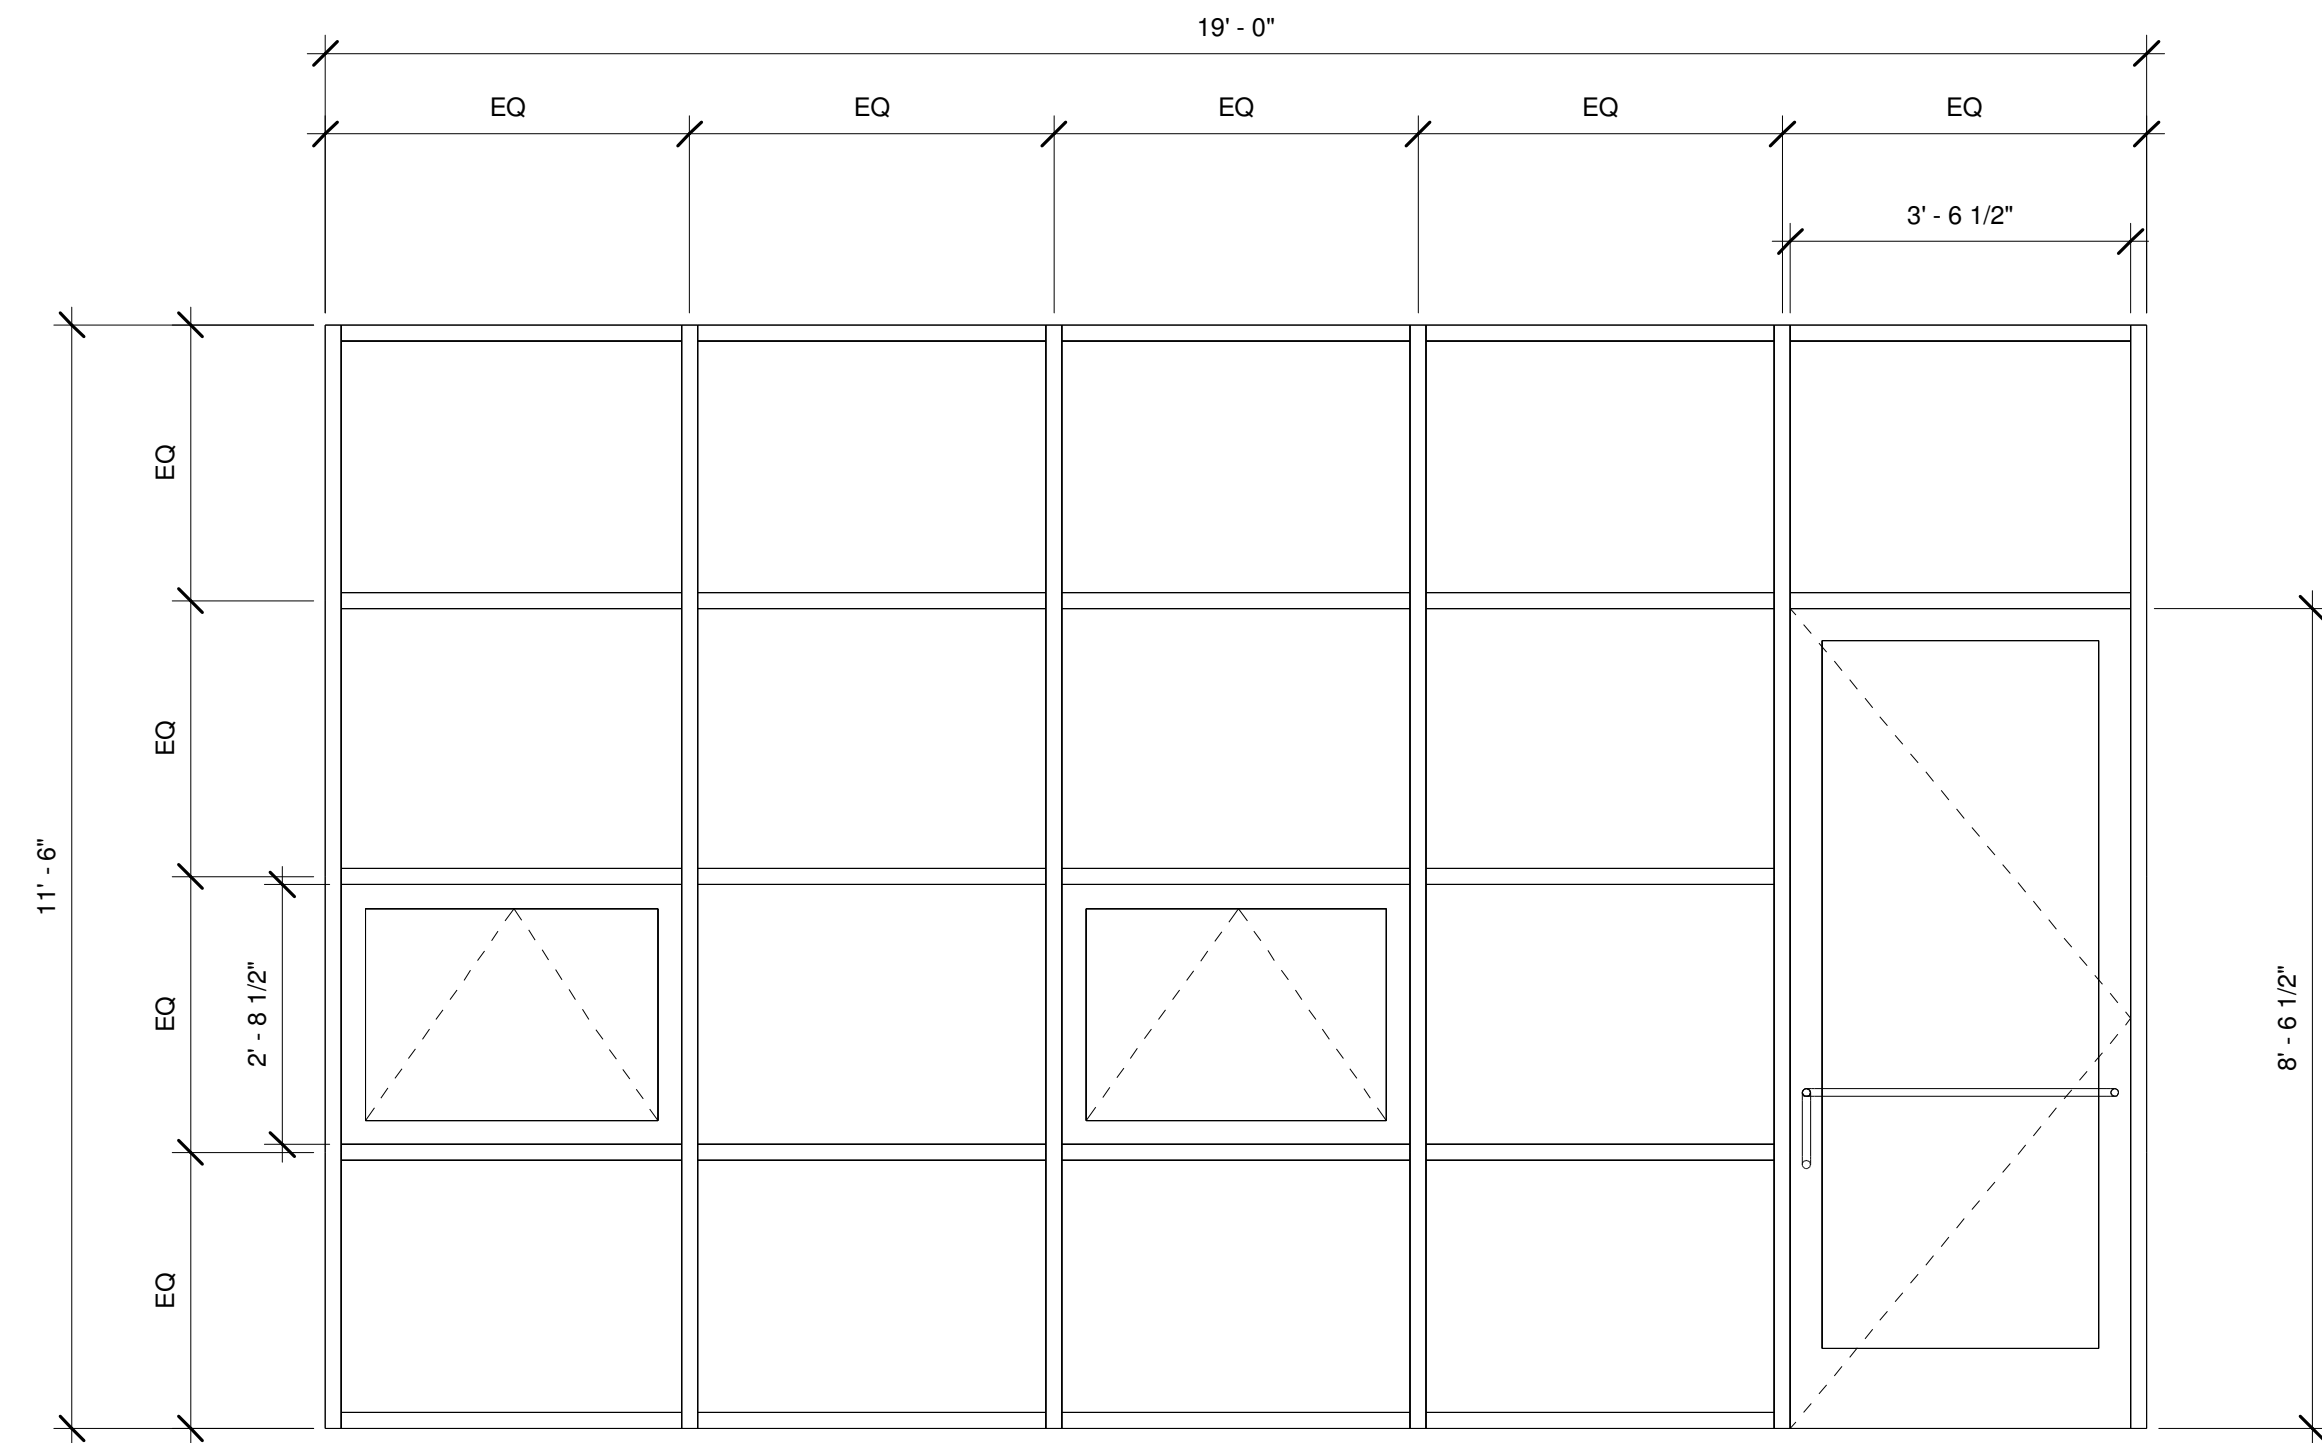 19' - 0"
EQ EQ EQ EQ EQ
3' - 6 1/2"
EQ
EQ
11' - 6"
EQ
2' - 8 1/2"
8' - 6 1/2"
EQ